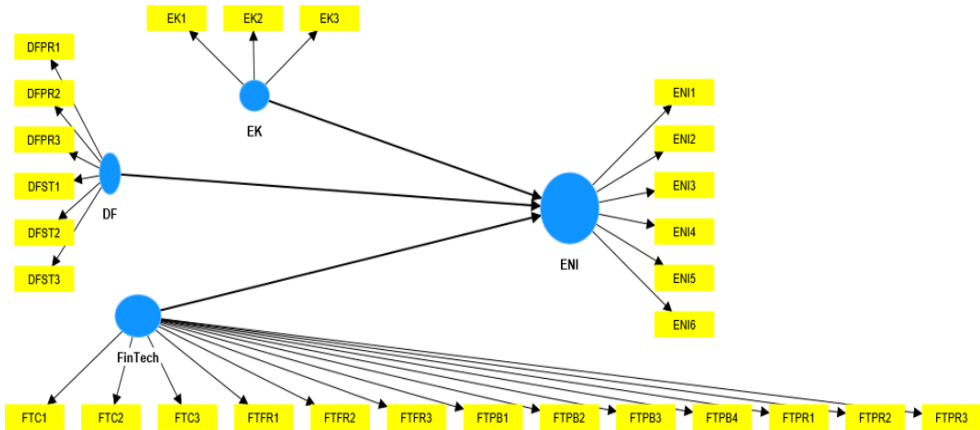 EK1 EK2 EK3
DFPR1
DFPR2
DFPR3
DFST1
DFST2
DFST3
DF
EK
ENI1
ENI2
ENI3
ENI4
ENI5
ENI6
ENI
FinTech
FTC1 FTC2 FTC3 FTFR1 FTFR2 FTFR3 FTPB1 FTPB2 FTPB3 FTPB4 FTPR1 FTPR2 FTPR3